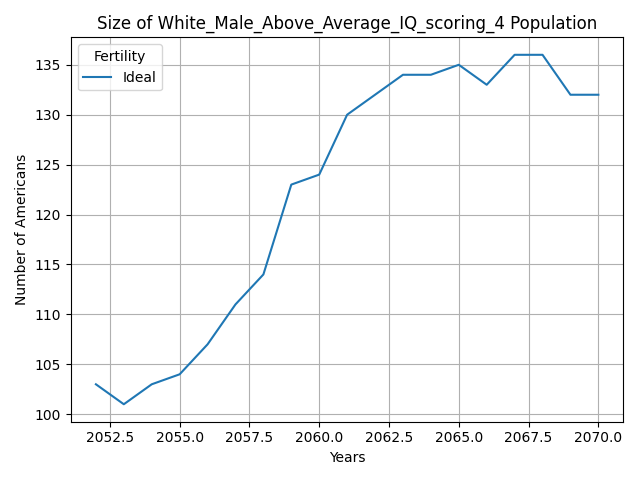 Size of White_Male_Above_Average_IQ_scoring_4 Population
Fertility
Ideal
Number of Americans
135
130
125
120
115
110
105
100
2052.5 2055.0 2057.5 2060.0 2062.5 2065.0 2067.5 2070.0
Years